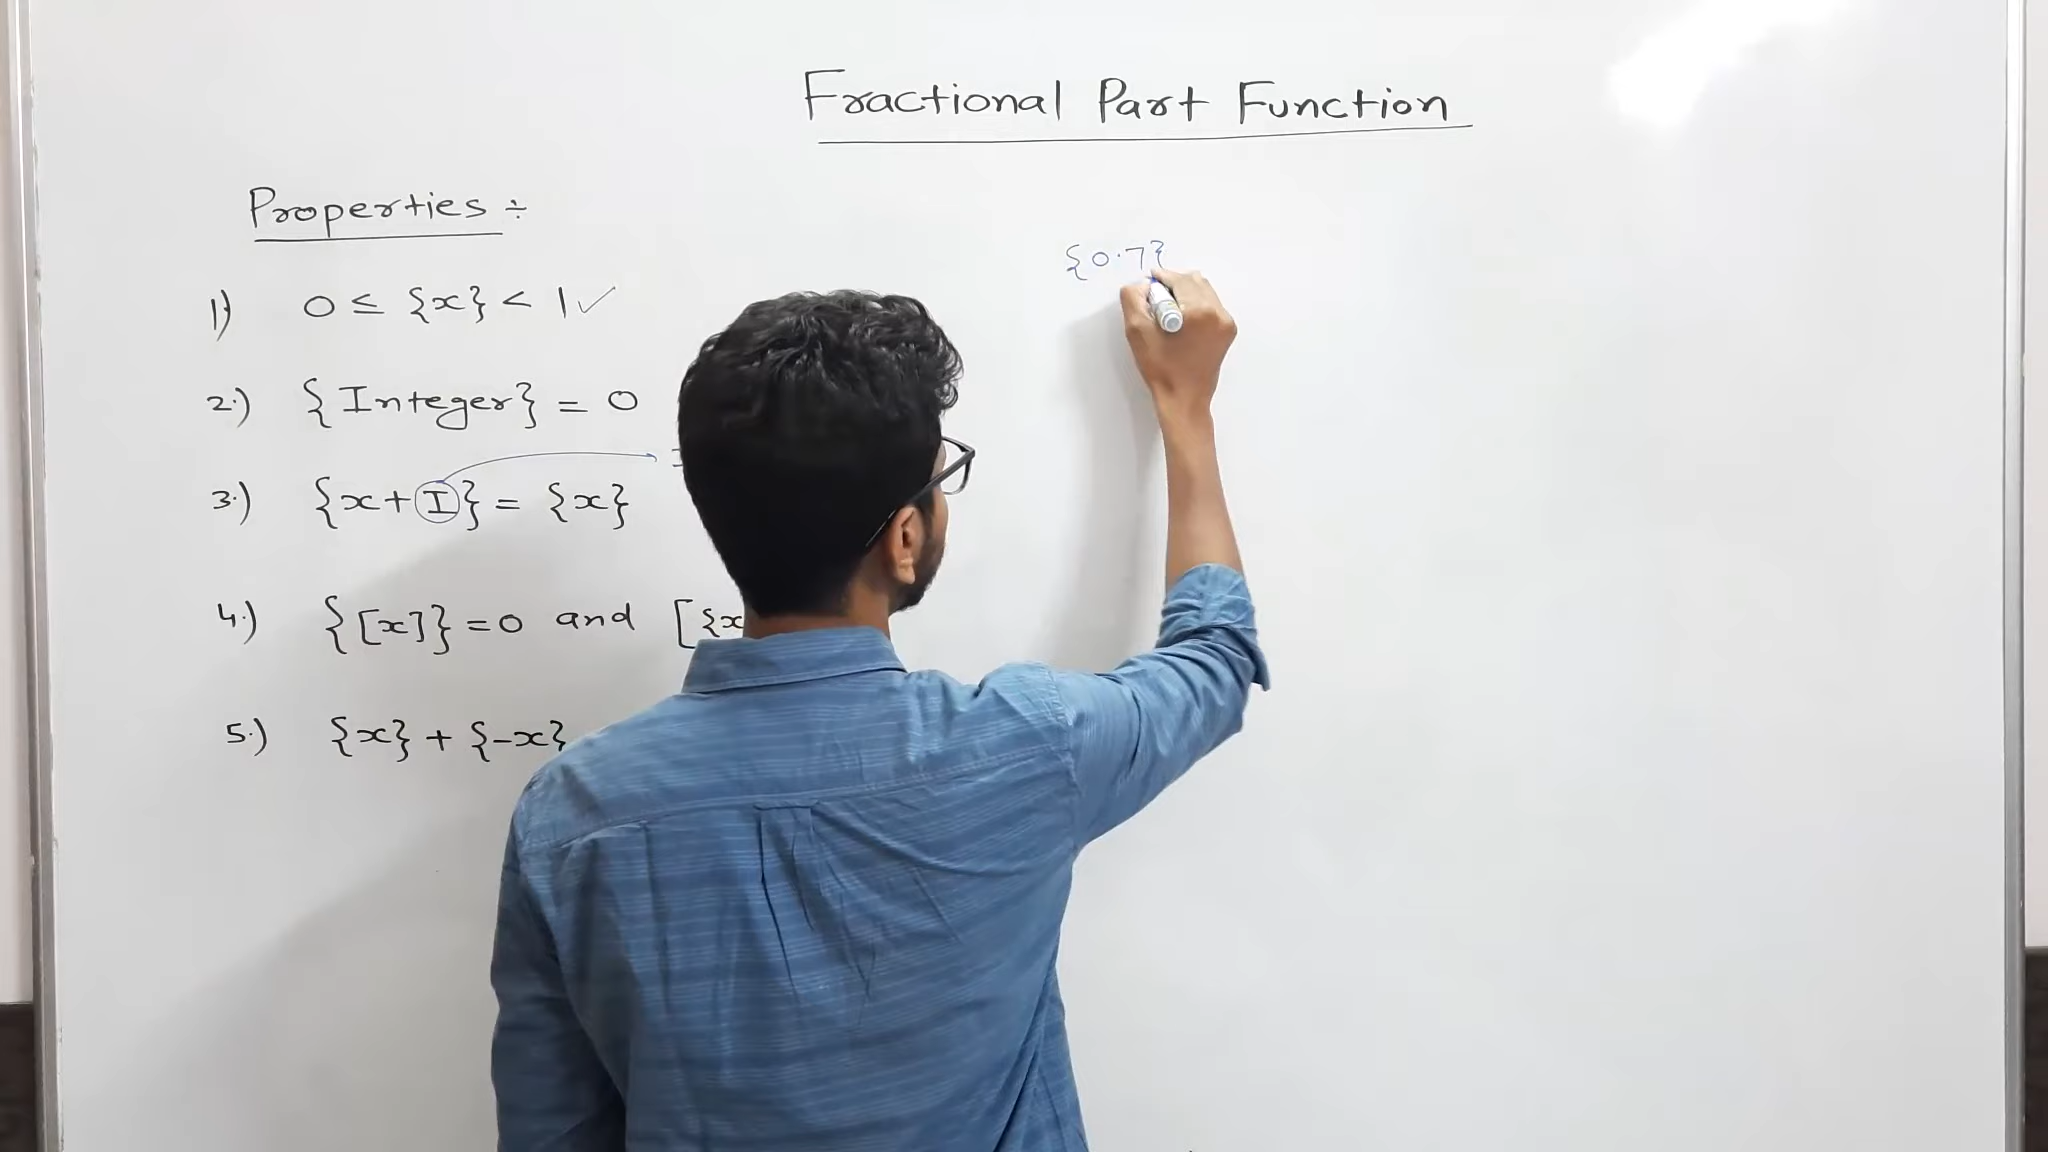 Fractional Part Function
Properties ÷
1) 0 ≤ {x} < 1 ✓
2.) {Integer} = 0
3.) {x + I} = {x}
4.) {[x]} = 0 and [{x
5.) {x} + {-x}
{0.7}